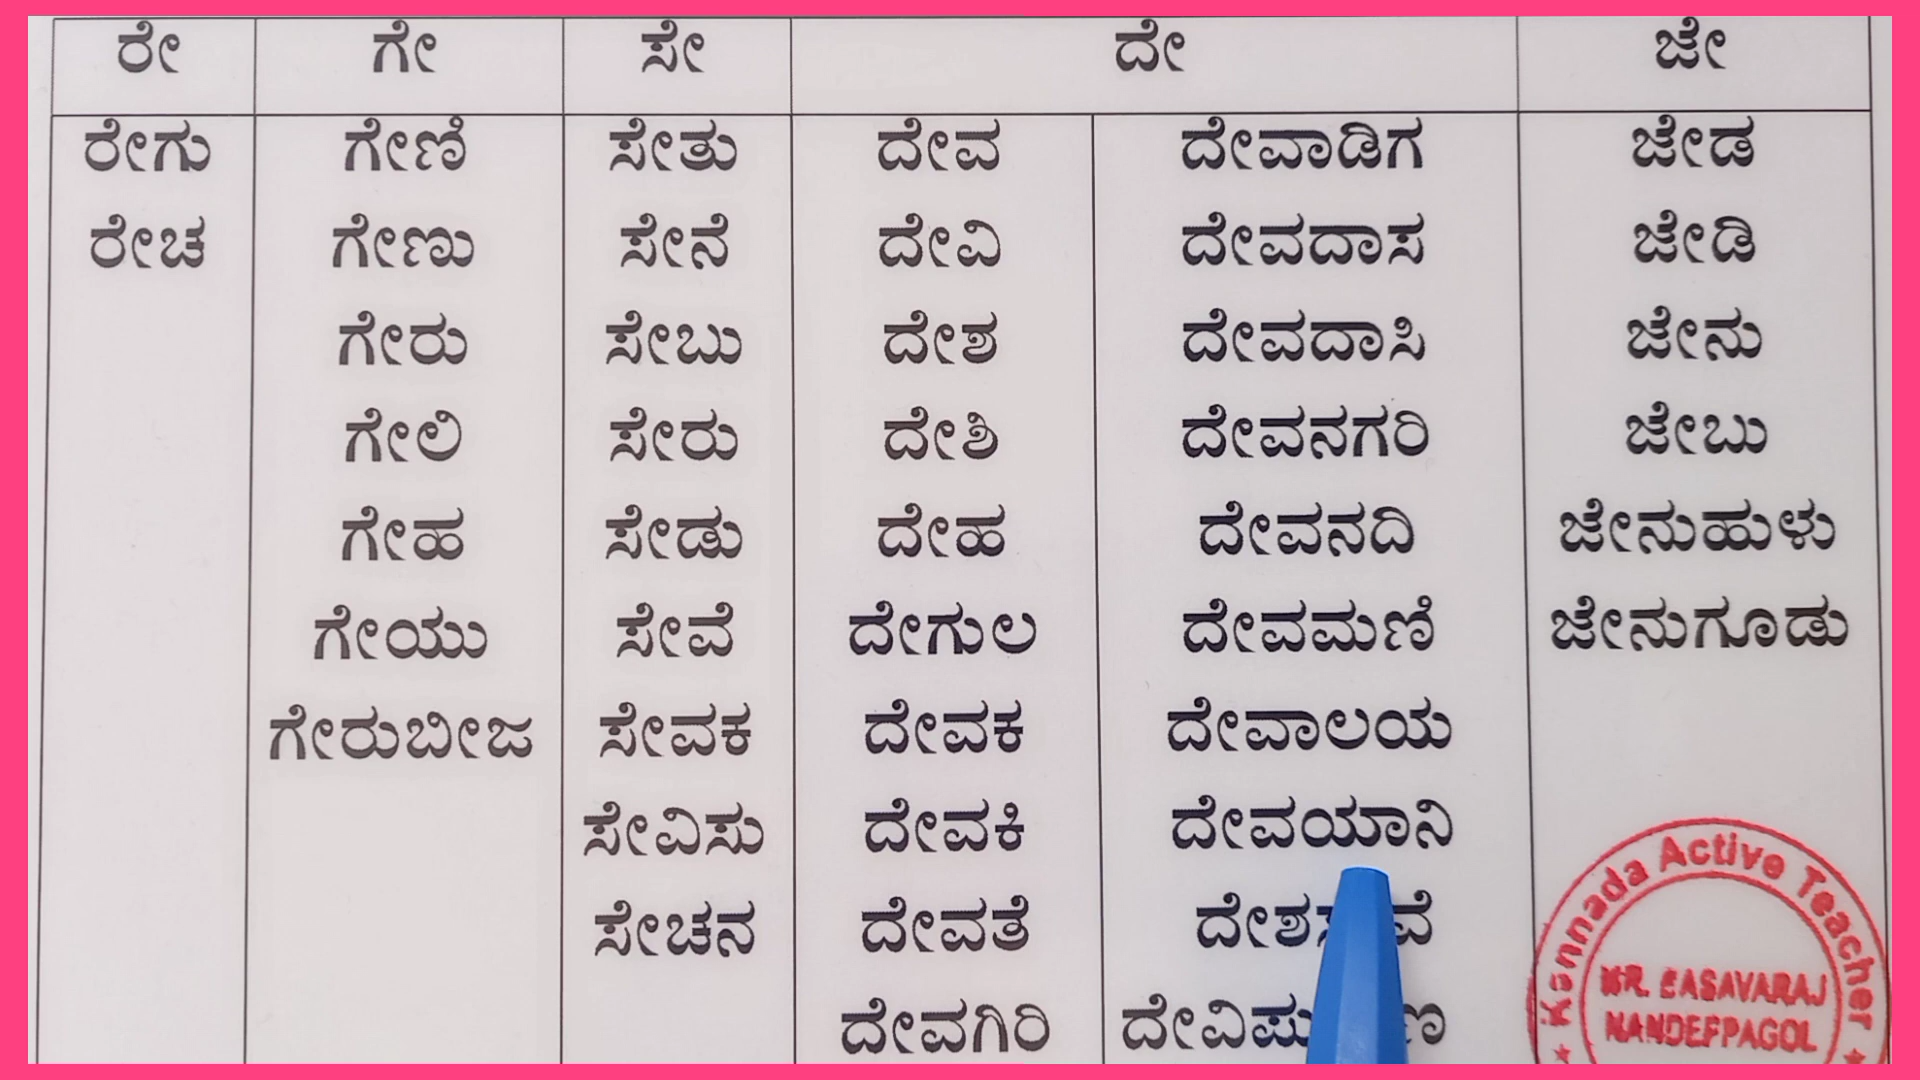 ರೇ ಗೇ ಸೇ ದೇ ಜೇ
ರೇಗು ಗೇಣಿ ಸೇತು ದೇವ ದೇವಾಡಿಗ ಜೇಡ
ರೇಚ ಗೇಣು ಸೇನೆ ದೇವಿ ದೇವದಾಸ ಜೇಡಿ
ಗೇರು ಸೇಬು ದೇಶ ದೇವದಾಸಿ ಜೇನು
ಗೇಲಿ ಸೇರು ದೇಶಿ ದೇವನಗರಿ ಜೇಬು
ಗೇಹ ಸೇಡು ದೇಹ ದೇವನದಿ ಜೇನುಹುಳು
ಗೇಯು ಸೇವೆ ದೇಗುಲ ದೇವಮಣಿ ಜೇನುಗೂಡು
ಗೇರುಬೀಜ ಸೇವಕ ದೇವಕ ದೇವಾಲಯ
ಸೇವಿಸು ದೇವಕಿ ದೇವಯಾನಿ
ಸೇಚನ ದೇವತೆ
ದೇವಗಿರಿ
Kannada Active Teacher
MR. BASAVARAJ
NANDEPPAGOL